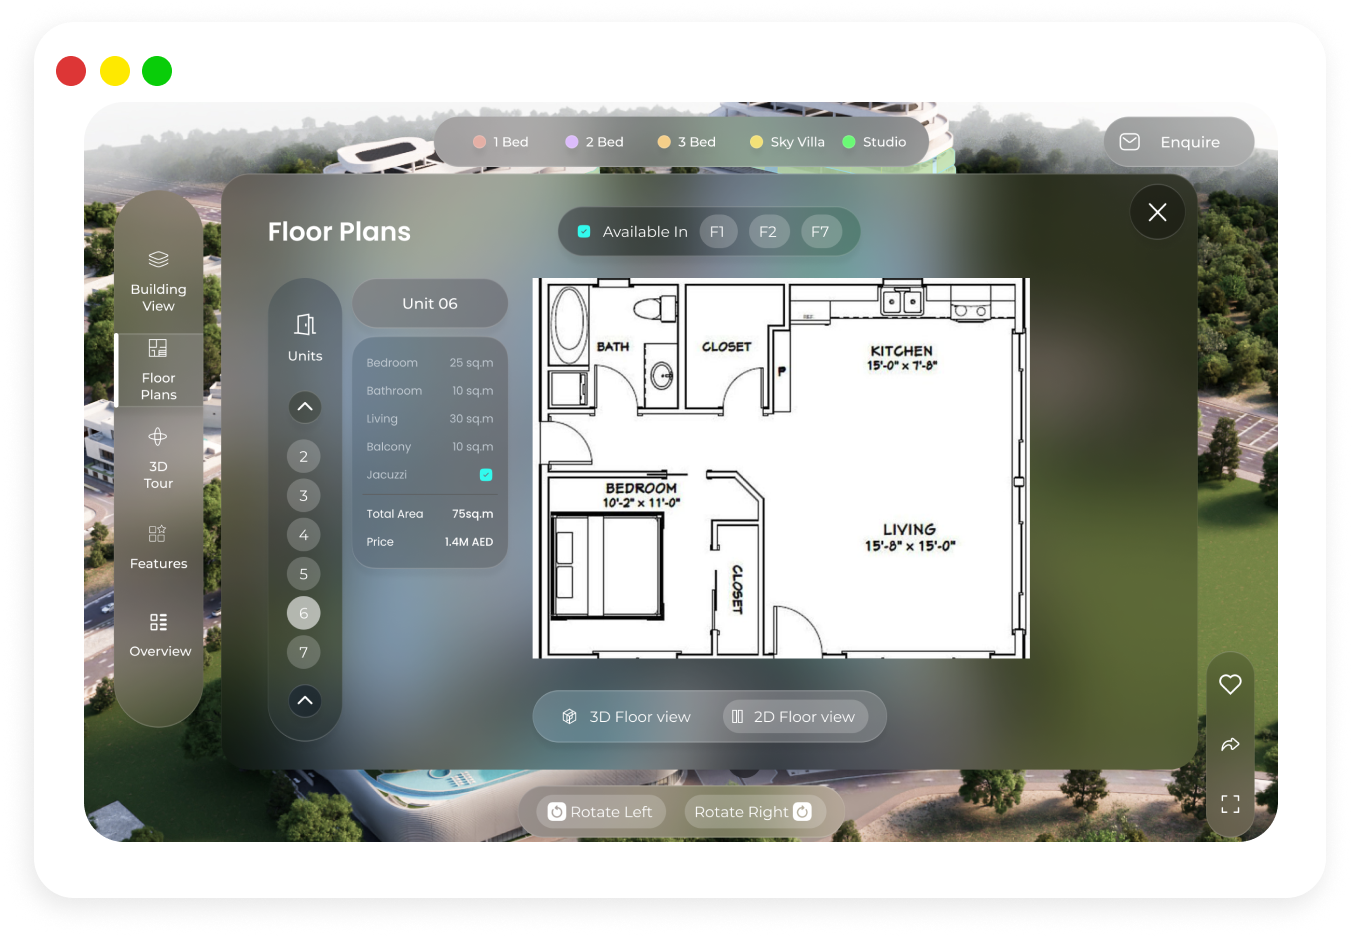 1 Bed
2 Bed
3 Bed
Sky Villa
Studio
Enquire
Floor Plans
Available In
F1
F2
F7
Building
View
Floor
Plans
3D
Tour
Features
Overview
Units
2
3
4
5
6
7
Unit 06
Bedroom 25 sq.m
Bathroom 10 sq.m
Living 30 sq.m
Balcony 10 sq.m
Jacuzzi
Total Area 75sq.m
Price 1.4M AED
BATH
CLOSET
P
REF.
KITCHEN
15'-0" x 7'-8"
BEDROOM
10'-2" x 11'-0"
CLOSET
LIVING
15'-8" x 15'-0"
3D Floor view
2D Floor view
Rotate Left
Rotate Right